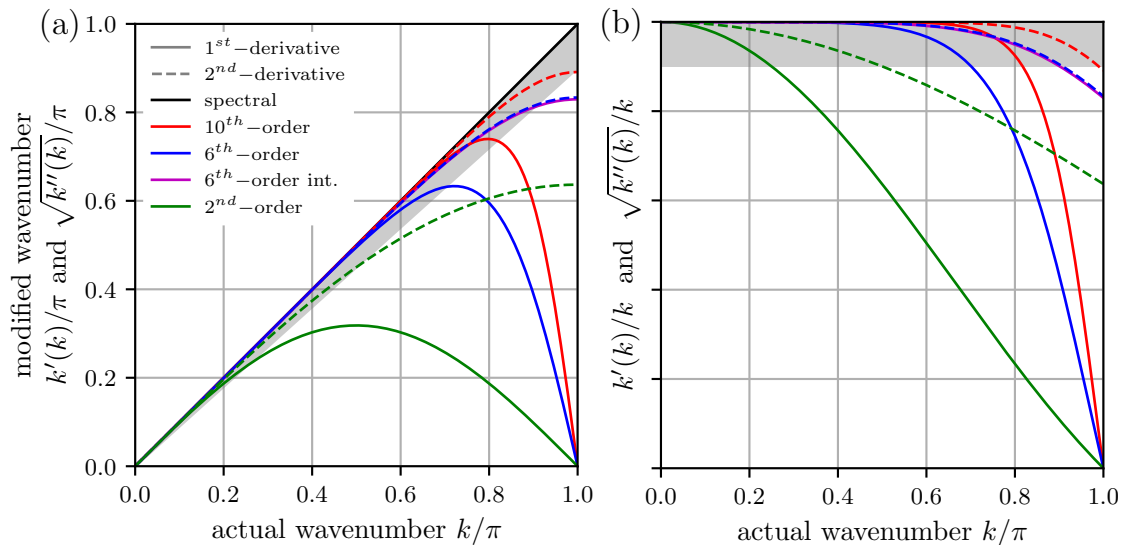 (a)
modified wavenumber
k′(k)/π and √k′′(k)/π
1.0
0.8
0.6
0.4
0.2
0.0
1st−derivative
2nd−derivative
spectral
10th−order
6th−order
6th−order int.
2nd−order
0.0 0.2 0.4 0.6 0.8 1.0
actual wavenumber k/π
(b)
k′(k)/k and √k′′(k)/k
0.0 0.2 0.4 0.6 0.8 1.0
actual wavenumber k/π